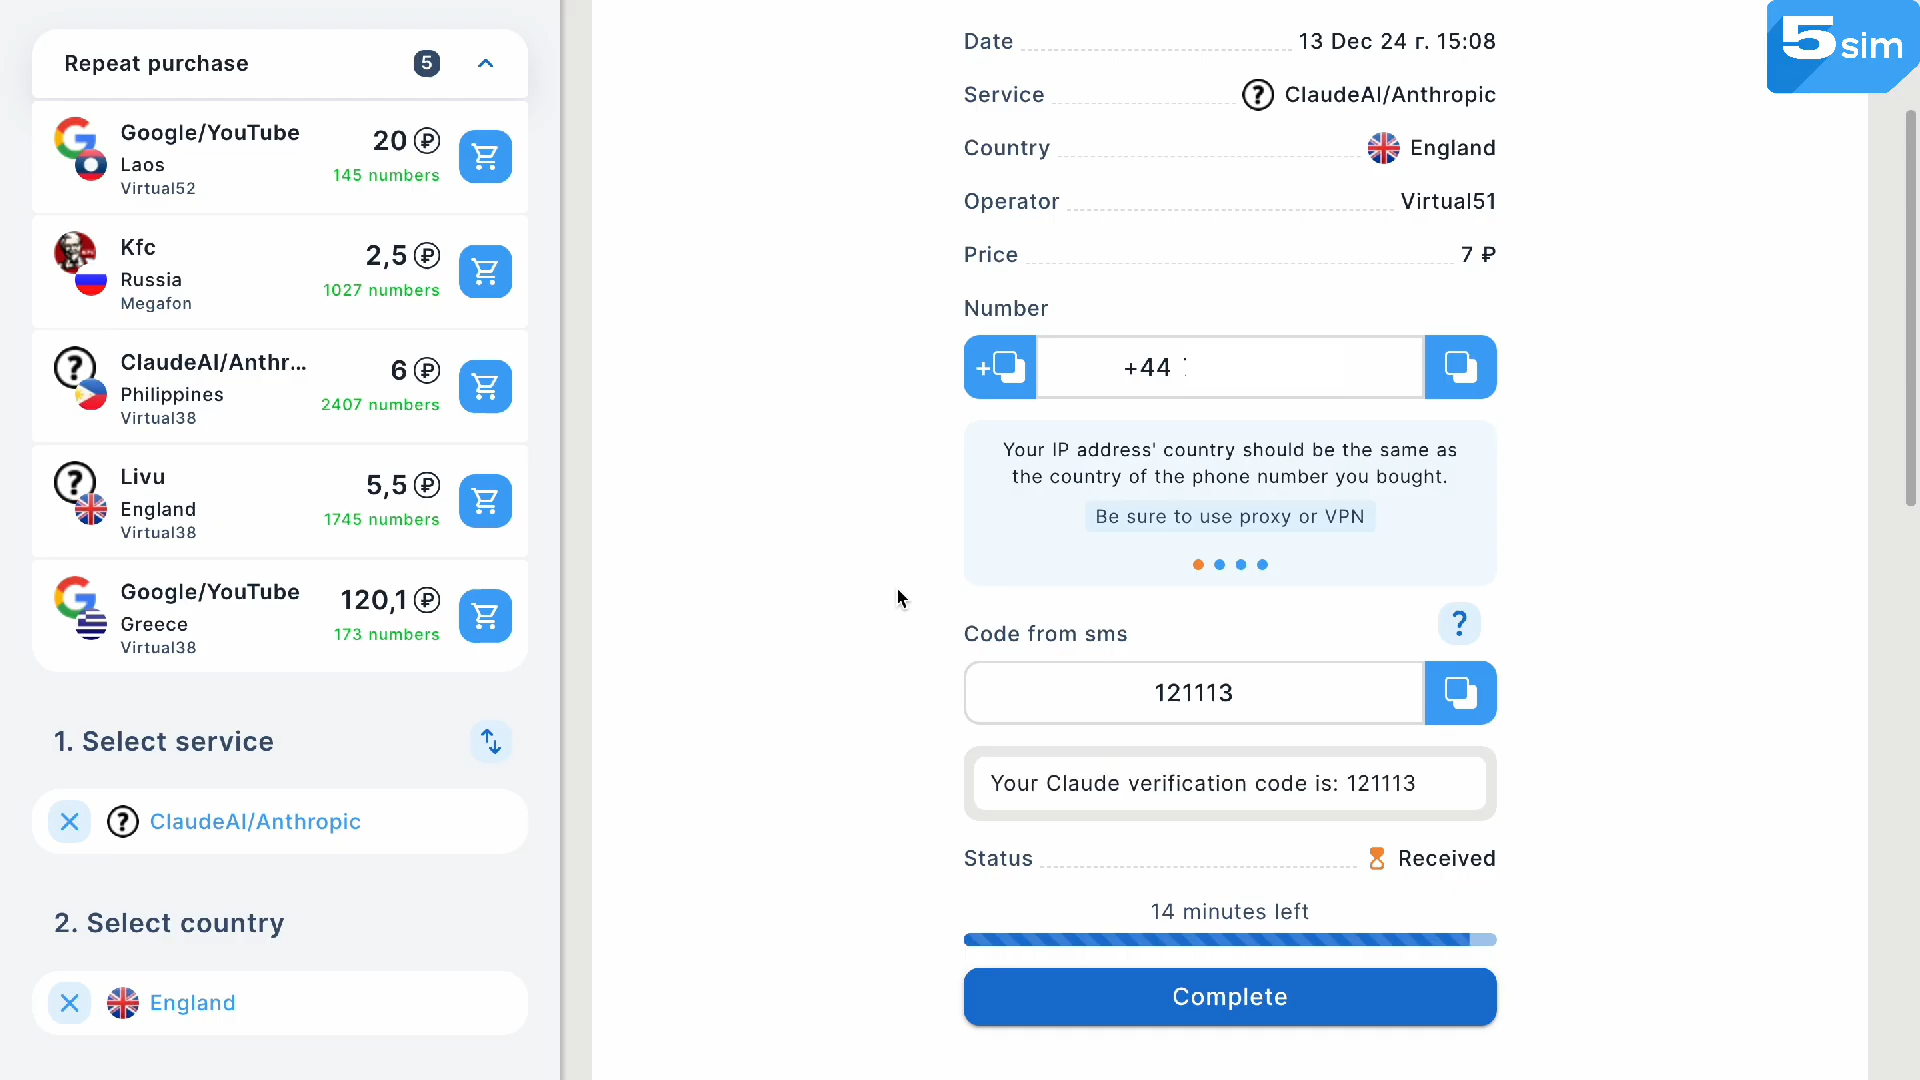 Repeat purchase 5
Google/YouTube
Laos
Virtual52
20 ₽
145 numbers
Kfc
Russia
Megafon
2,5 ₽
1027 numbers
ClaudeAI/Anthr...
Philippines
Virtual38
6 ₽
2407 numbers
Livu
England
Virtual38
5,5 ₽
1745 numbers
Google/YouTube
Greece
Virtual38
120,1 ₽
173 numbers
1. Select service
ClaudeAI/Anthropic
2. Select country
England
5sim
Date 13 Dec 24 г. 15:08
Service ClaudeAI/Anthropic
Country England
Operator Virtual51
Price 7 ₽
Number
+44
Your IP address' country should be the same as
the country of the phone number you bought.
Be sure to use proxy or VPN
Code from sms ?
121113
Your Claude verification code is: 121113
Status Received
14 minutes left
Complete